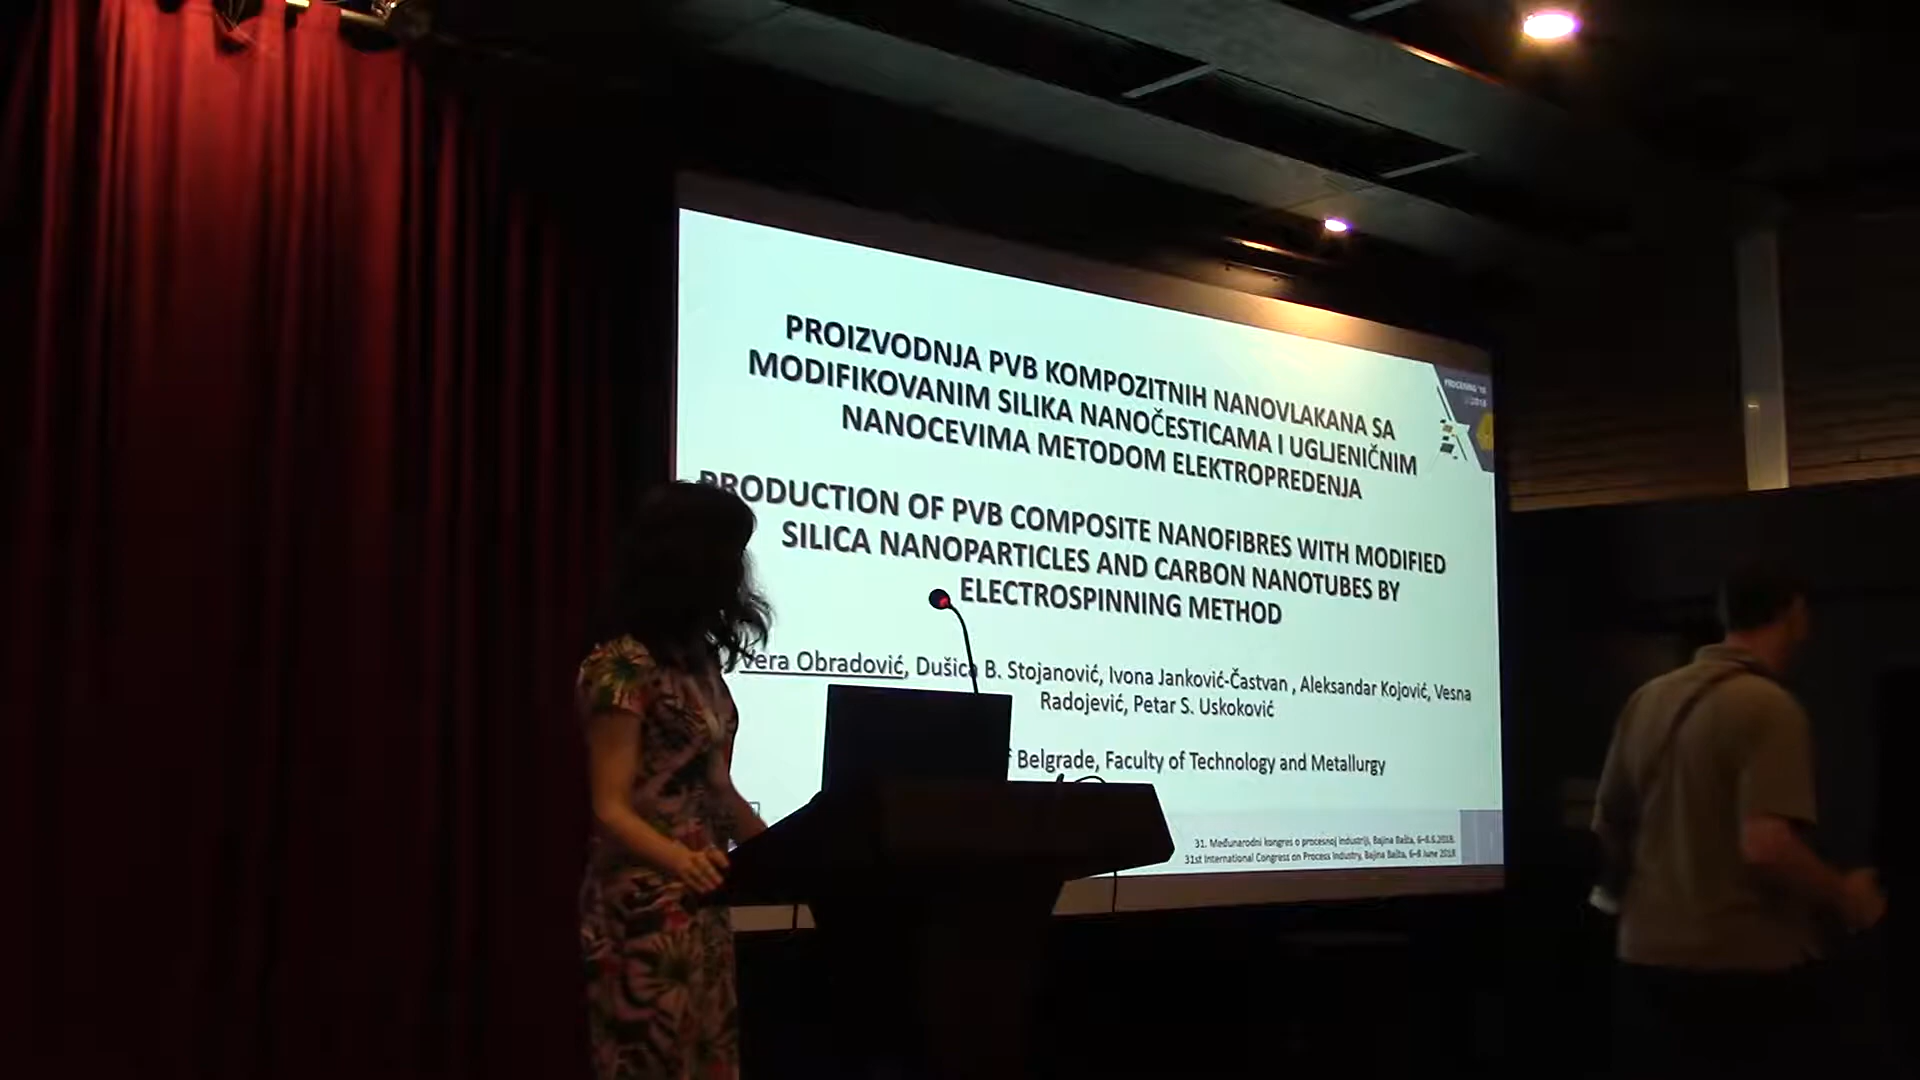 PROIZVODNJA PVB KOMPOZITNIH NANOVLAKANA SA
MODIFIKOVANIM SILIKA NANOČESTICAMA I UGLJENIČNIM
NANOCEVIMA METODOM ELEKTROPREDENJA
PROCENING '18
PRODUCTION OF PVB COMPOSITE NANOFIBRES WITH MODIFIED
SILICA NANOPARTICLES AND CARBON NANOTUBES BY
ELECTROSPINNING METHOD
Vera Obradović, Dušica B. Stojanović, Ivona Janković-Častvan , Aleksandar Kojović, Vesna
Radojević, Petar S. Uskoković
Belgrade, Faculty of Technology and Metallurgy
31. Međunarodni kongres o procesnoj industriji, Bajina Bašta, 6–8.6.2018.
31st International Congress on Process Industry, Bajina Bašta, 6–8 June 2018